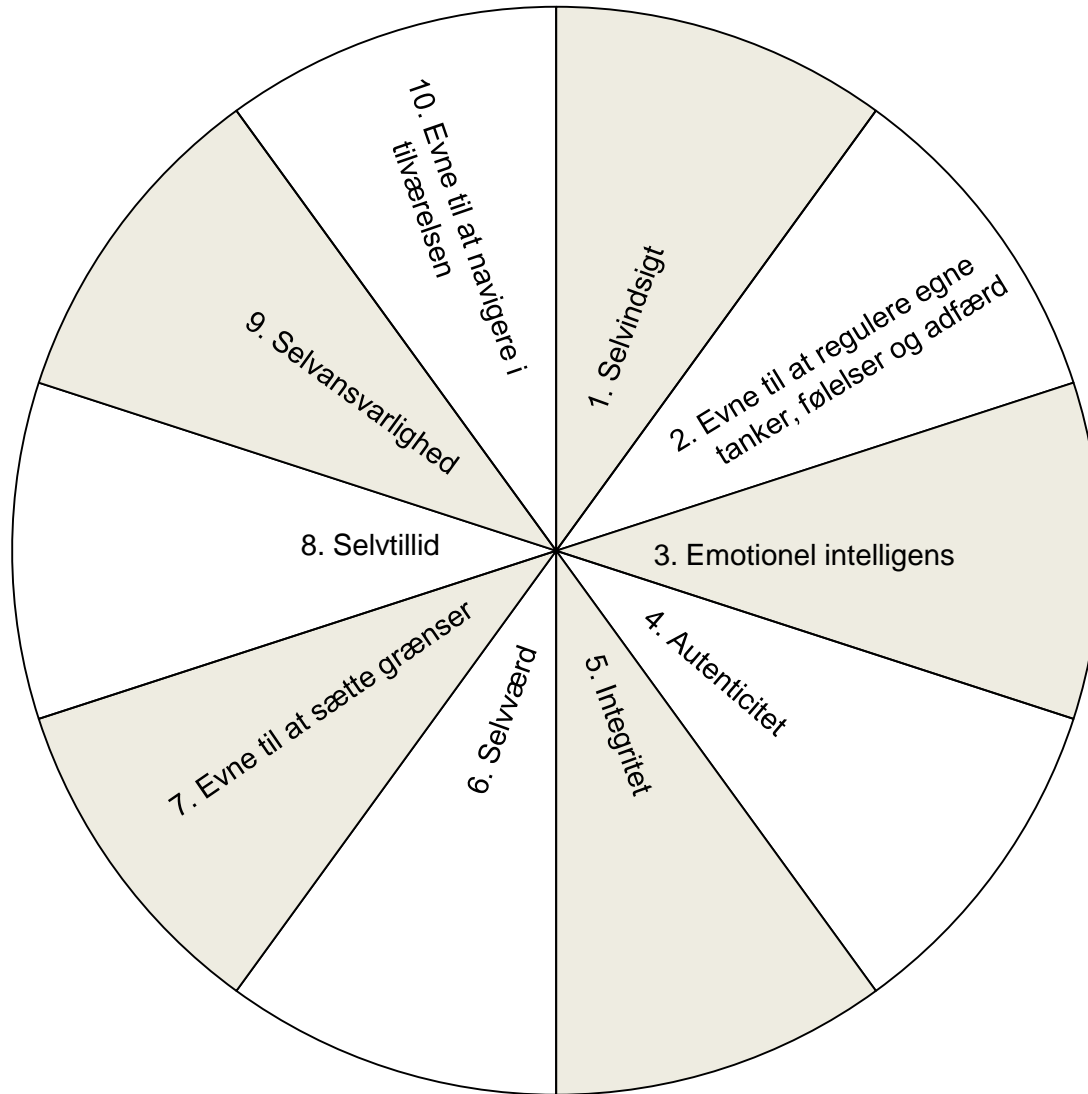 1. Selvindsigt
2. Evne til at regulere egne
tanker, følelser og adfærd
3. Emotionel intelligens
4. Autenticitet
5. Integritet
6. Selvværd
7. Evne til at sætte grænser
8. Selvtillid
9. Selvansvarlighed
10. Evne til at navigere i
tilværelsen